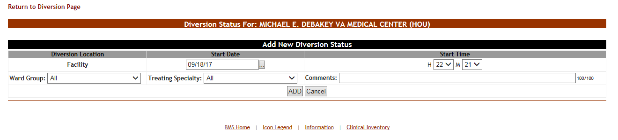 Return to Diversion Page
Diversion Status For: MICHAEL E. DEBAKEY VA MEDICAL CENTER (HOU)
Add New Diversion Status
Diversion Location Start Date Start Time
Facility 09/18/17 ... H 22 M 21
Ward Group: All Treating Specialty: All Comments: 100/100
ADD Cancel
BMS Home | Icon Legend | Information | Clinical Inventory